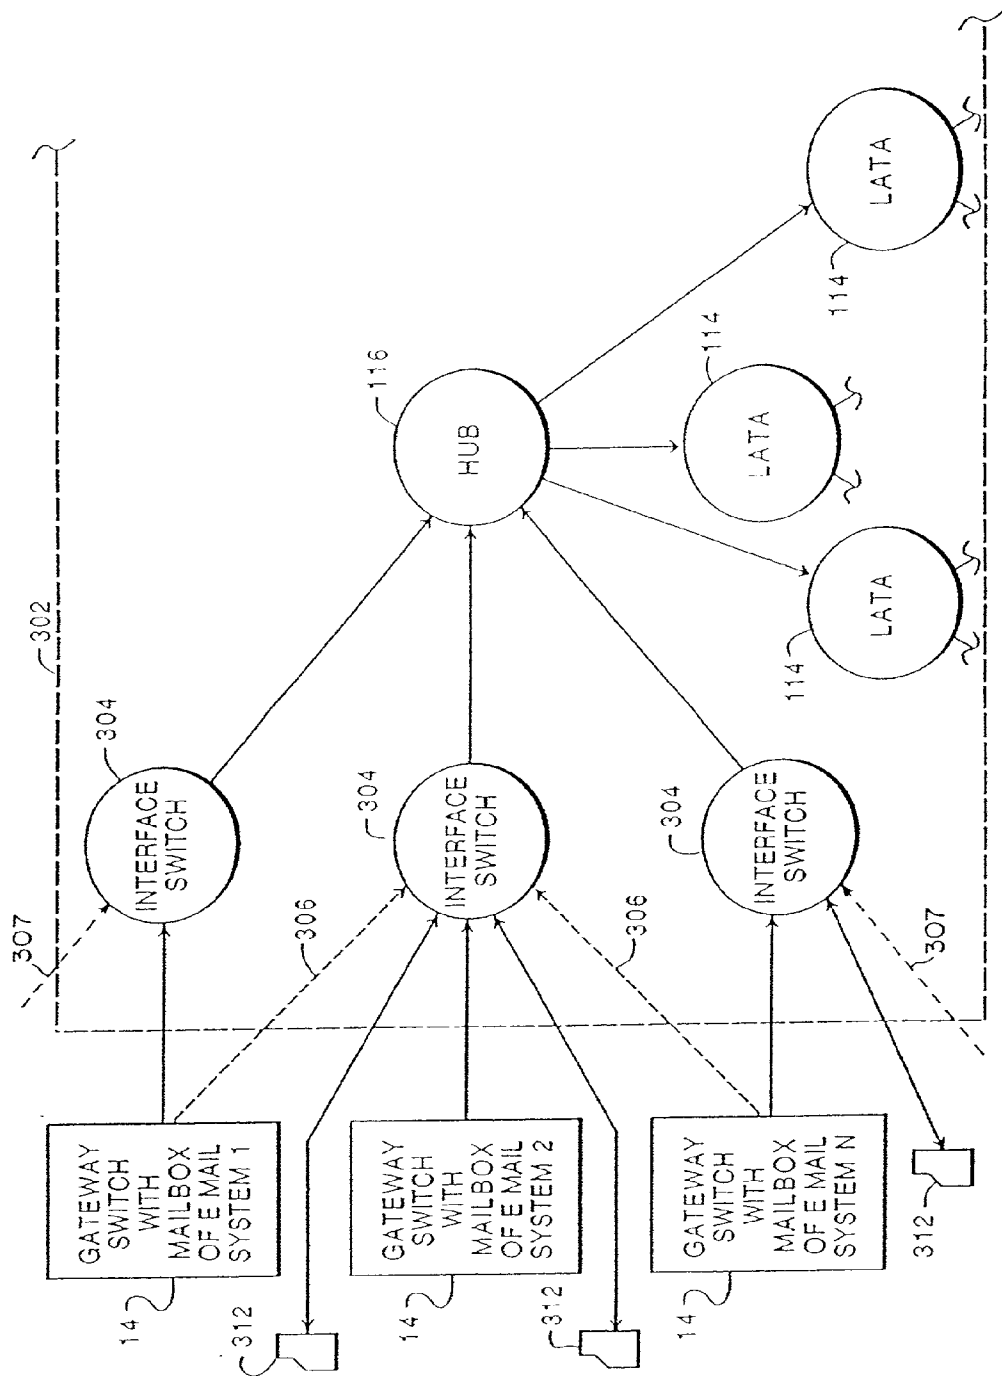 302
307
304
INTERFACE
SWITCH
GATEWAY
SWITCH
WITH
MAILBOX
OF E MAIL
SYSTEM 1
14
312
306
304
INTERFACE
SWITCH
116
HUB
GATEWAY
SWITCH
WITH
MAILBOX
OF E MAIL
SYSTEM 2
14
312
306
304
INTERFACE
SWITCH
114
LATA
GATEWAY
SWITCH
WITH
MAILBOX
OF E MAIL
SYSTEM N
14
312
307
114
LATA
114
LATA